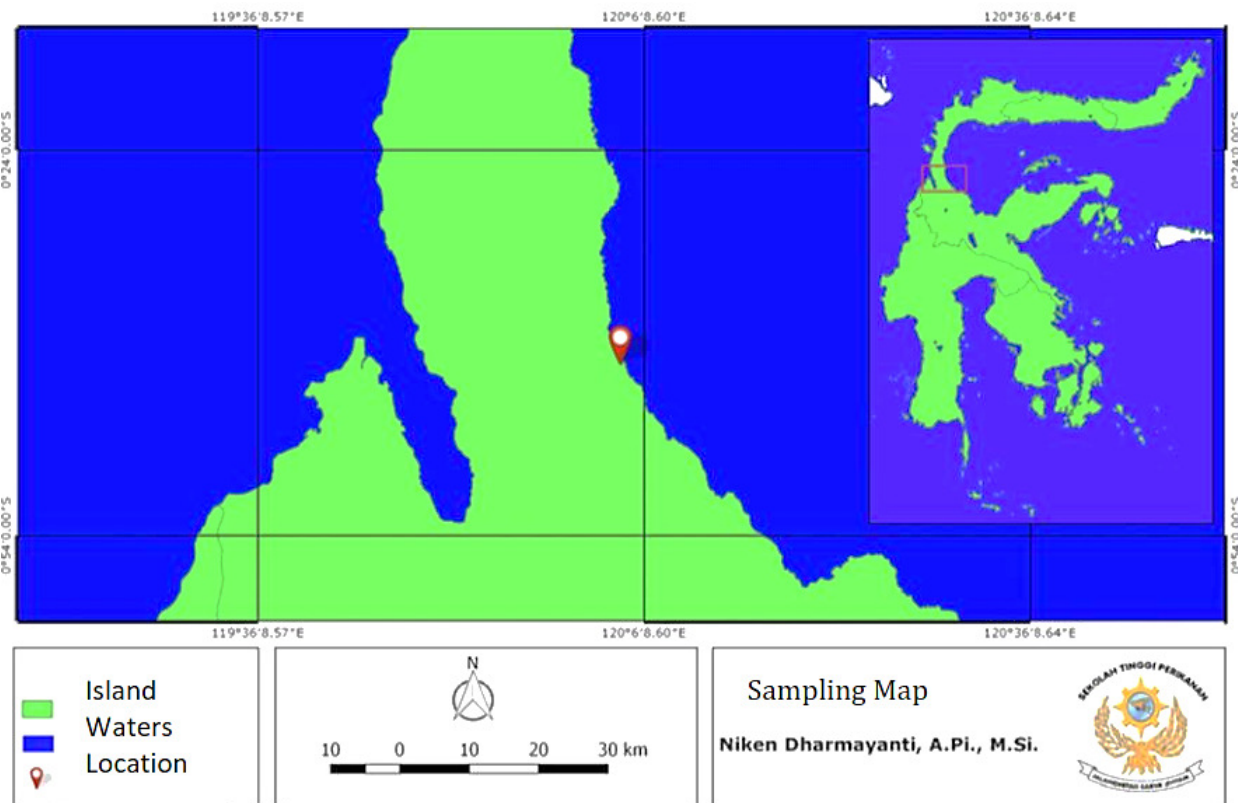 119°36'8.57"E 120°6'8.60"E 120°36'8.64"E
0°24'0.00"S 0°24'0.00"S
0°54'0.00"S 0°54'0.00"S
119°36'8.57"E 120°6'8.60"E 120°36'8.64"E
Island
Waters
Location
N
10 0 10 20 30 km
Sampling Map
Niken Dharmayanti, A.Pi., M.Si.
SEKOLAH TINGGI PERIKANAN